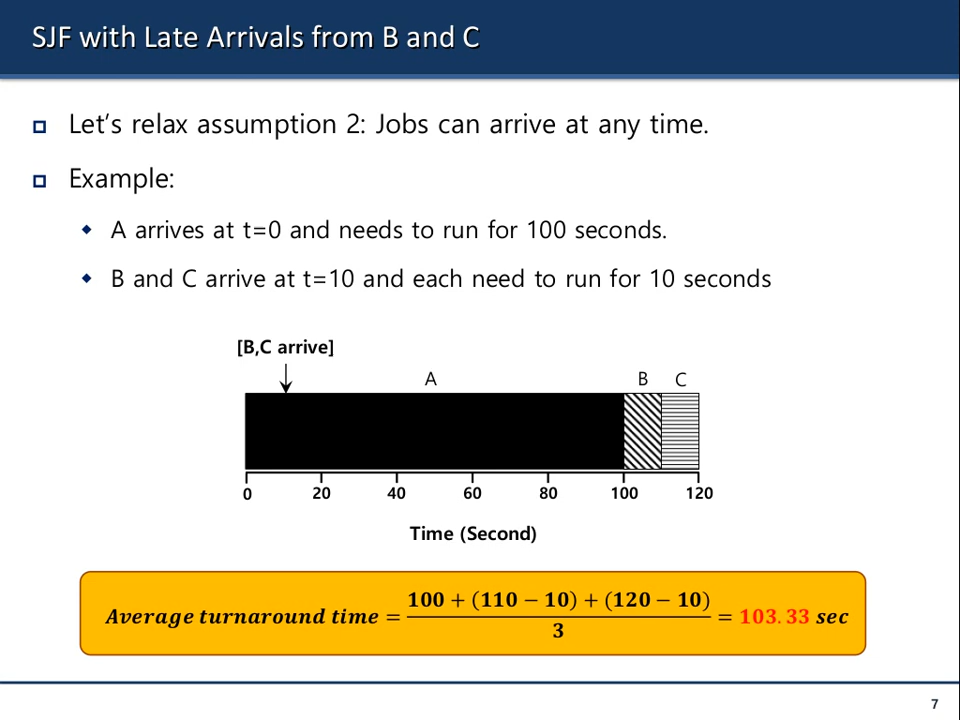 SJF with Late Arrivals from B and C
Let's relax assumption 2: Jobs can arrive at any time.
Example:
A arrives at t=0 and needs to run for 100 seconds.
B and C arrive at t=10 and each need to run for 10 seconds
[B,C arrive]
A B C
0 20 40 60 80 100 120
Time (Second)
Average turnaround time = (100 + (110 − 10) + (120 − 10)) / 3 = 103.33 sec
7